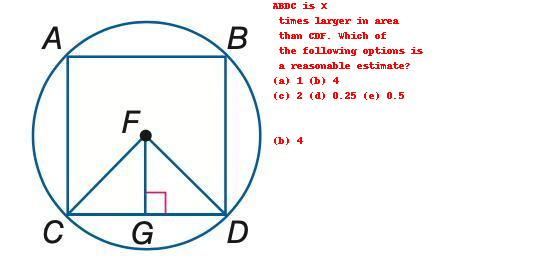 A
B
F
C
G
D
ABDC is X
times larger in area
than CDF. Which of
the following options is
a reasonable estimate?
(a) 1 (b) 4
(c) 2 (d) 0.25 (e) 0.5
(b) 4